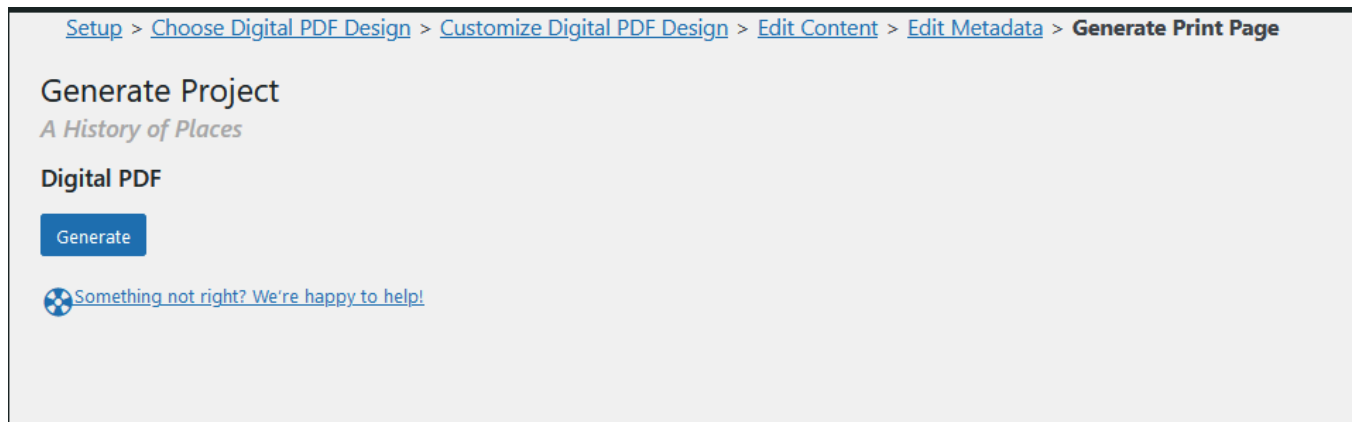 Setup > Choose Digital PDF Design > Customize Digital PDF Design > Edit Content > Edit Metadata > Generate Print Page
Generate Project
A History of Places
Digital PDF
Generate
Something not right? We're happy to help!